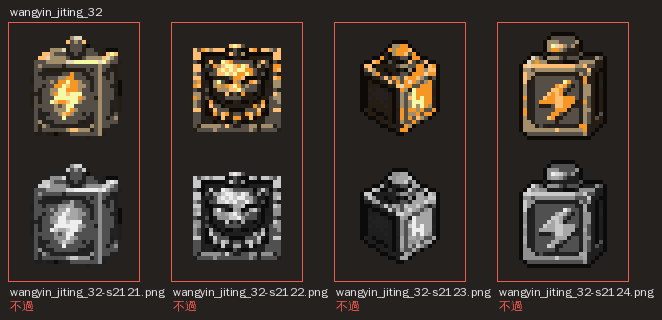 wangyin_jiting_32
wangyin_jiting_32-s2121.png
不過
wangyin_jiting_32-s2122.png
不過
wangyin_jiting_32-s2123.png
不過
wangyin_jiting_32-s2124.png
不過